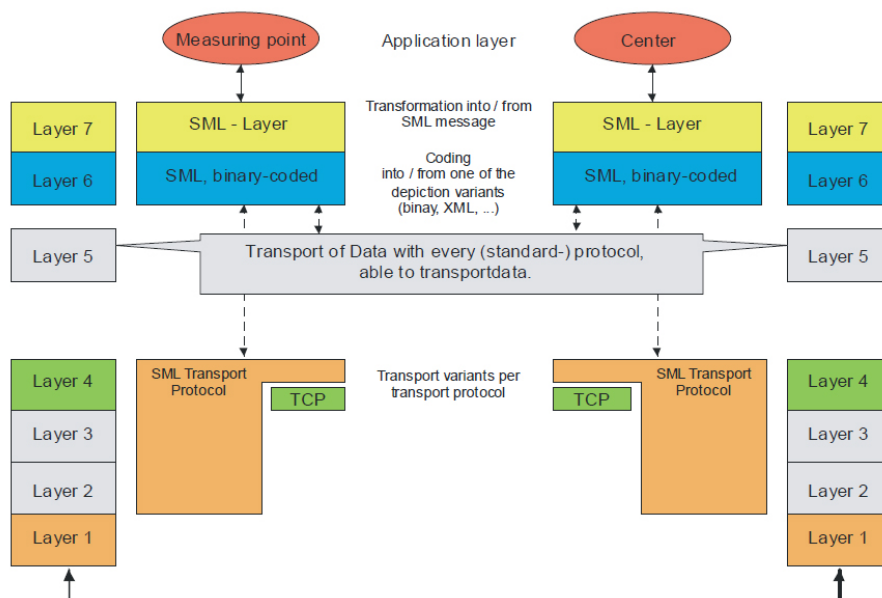 Measuring point
Application layer
Center
Layer 7
SML - Layer
Transformation into / from
SML message
SML - Layer
Layer 7
Layer 6
SML, binary-coded
Coding
into / from one of the
depiction variants
(binay, XML, ...)
SML, binary-coded
Layer 6
Layer 5
Transport of Data with every (standard-) protocol,
able to transportdata.
Layer 5
Layer 4
SML Transport
Protocol
TCP
Transport variants per
transport protocol
SML Transport
Protocol
TCP
Layer 4
Layer 3
Layer 3
Layer 2
Layer 2
Layer 1
Layer 1